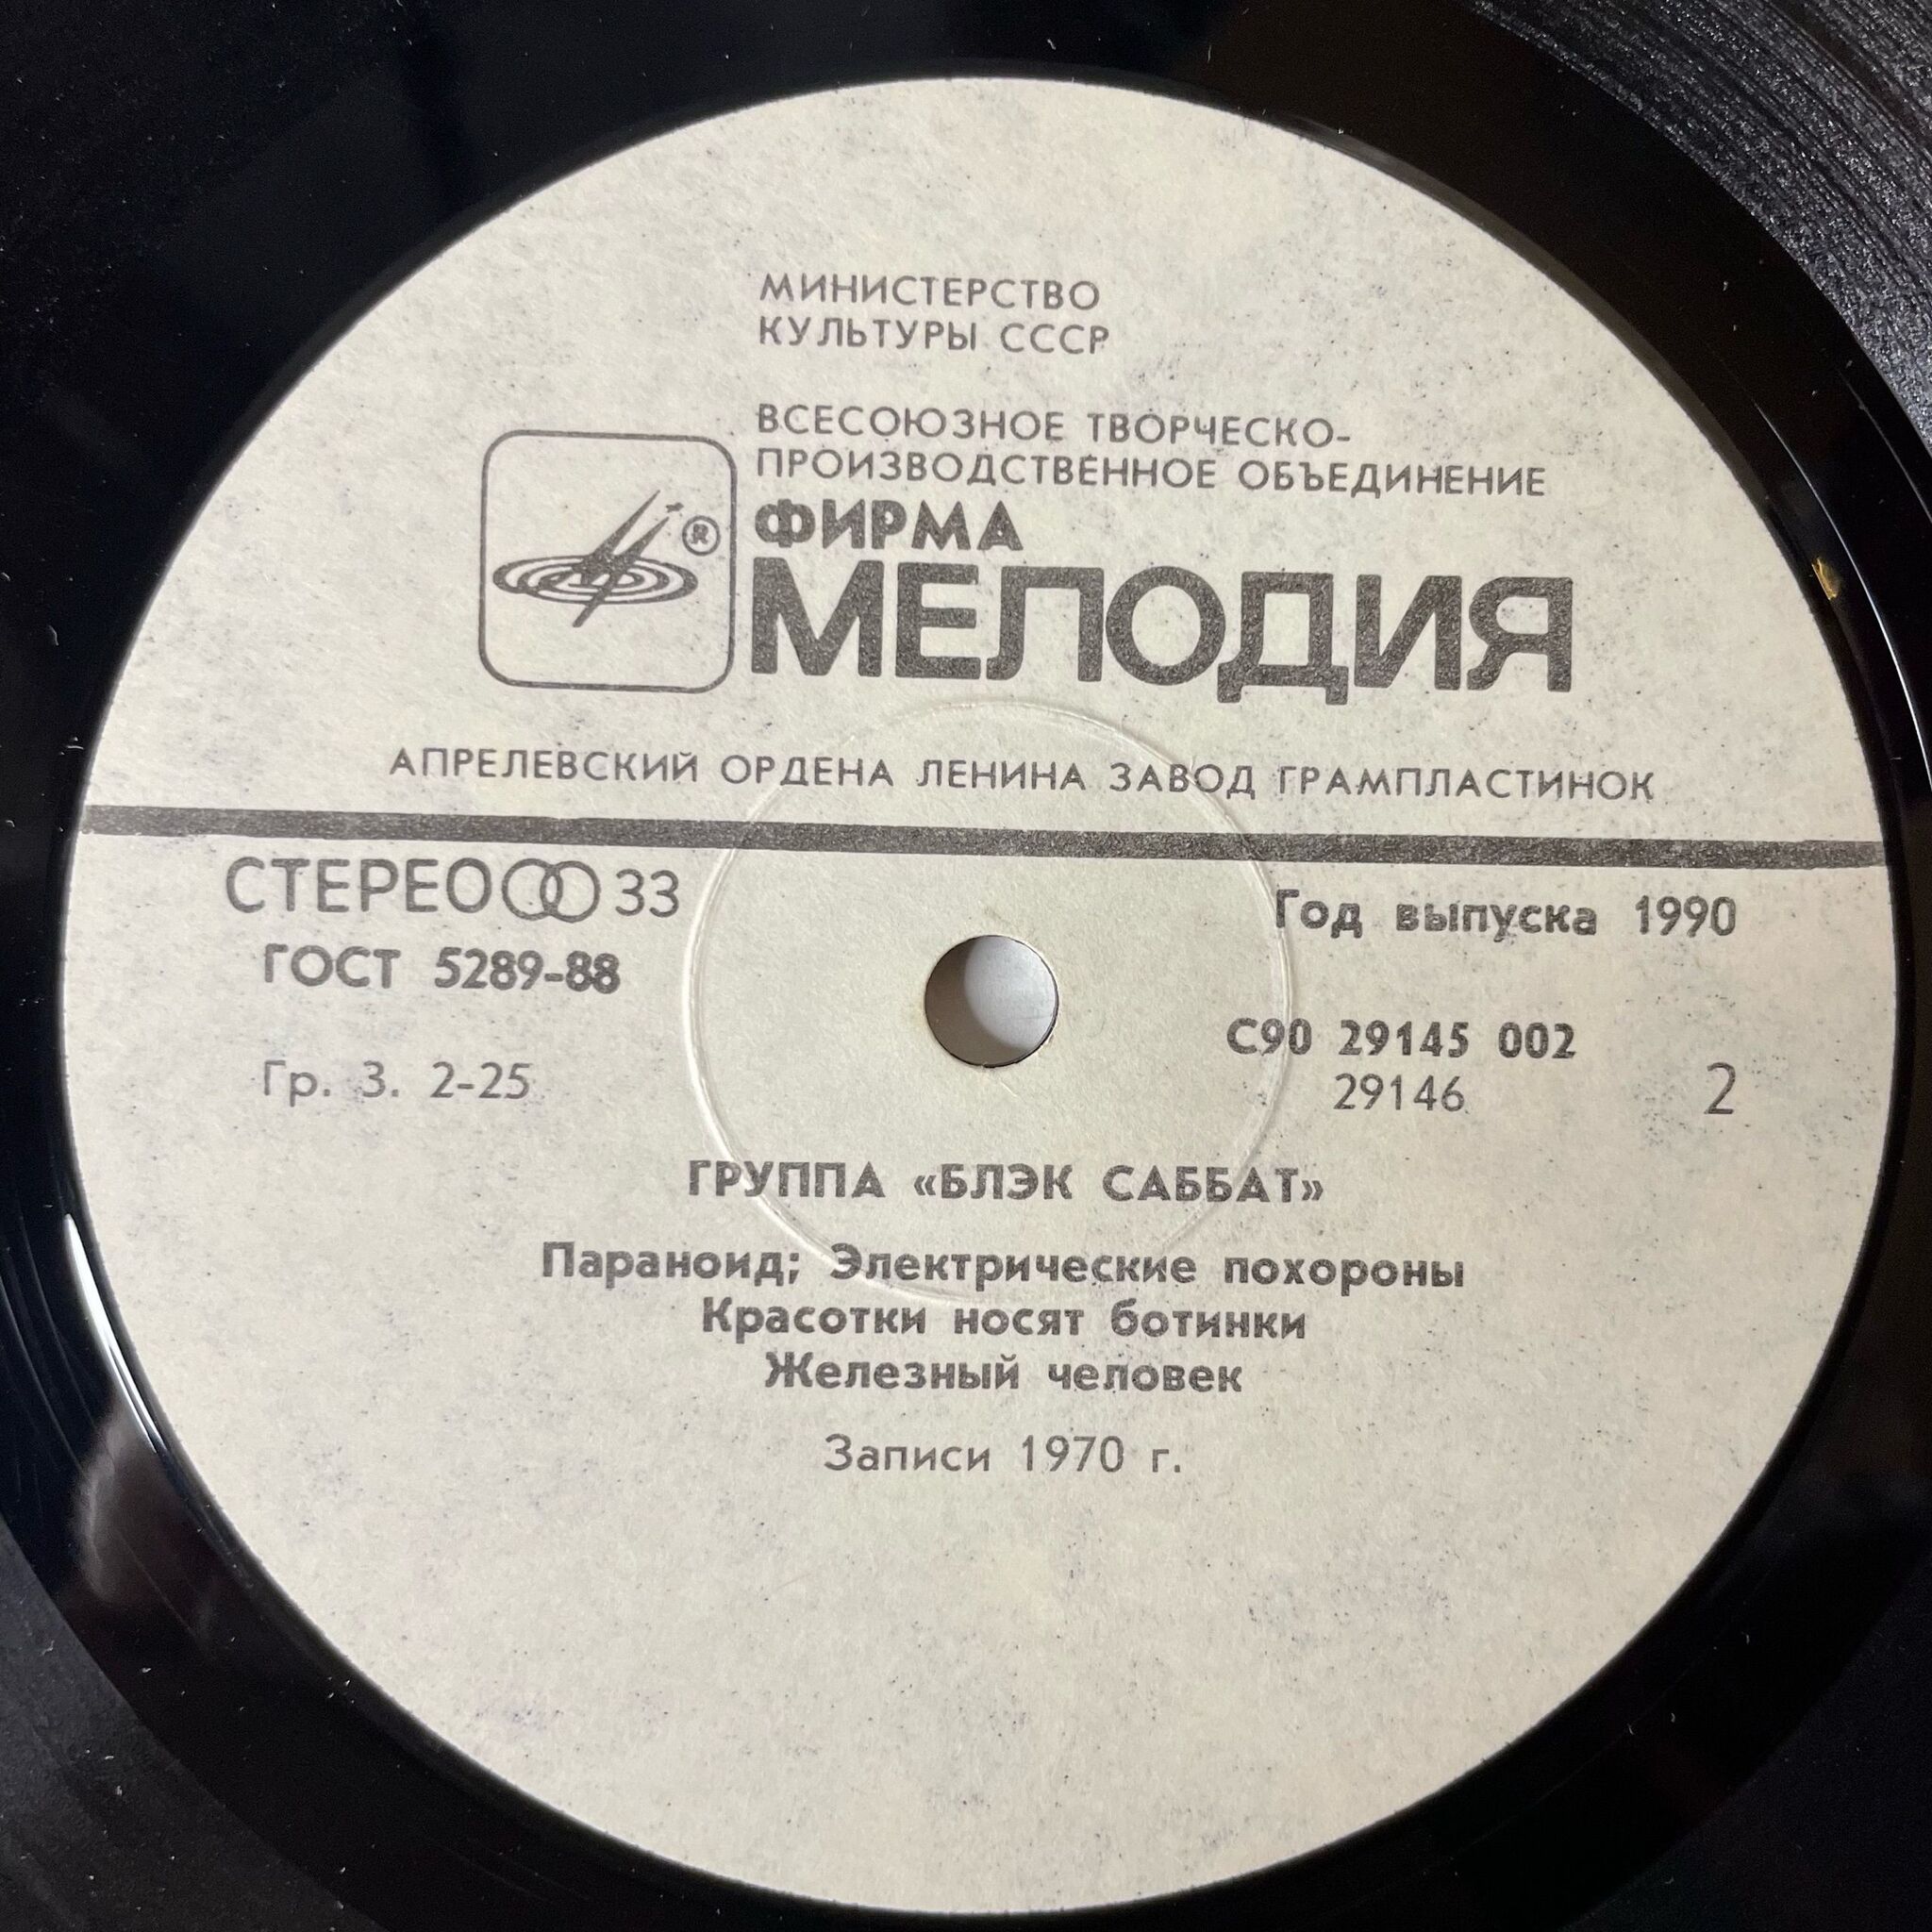 МИНИСТЕРСТВО
КУЛЬТУРЫ СССР
ВСЕСОЮЗНОЕ ТВОРЧЕСКО-
ПРОИЗВОДСТВЕННОЕ ОБЪЕДИНЕНИЕ
®
ФИРМА
МЕЛОДИЯ
АПРЕЛЕВСКИЙ ОРДЕНА ЛЕНИНА ЗАВОД ГРАМПЛАСТИНОК
СТЕРЕО 33
Год выпуска 1990
ГОСТ 5289-88
С90 29145 002
Гр. 3. 2-25
29146
2
ГРУППА «БЛЭК САББАТ»
Параноид; Электрические похороны
Красотки носят ботинки
Железный человек
Записи 1970 г.